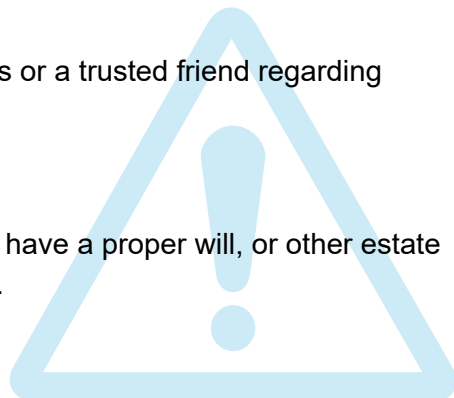 s or a trusted friend regarding
have a proper will, or other estate
.